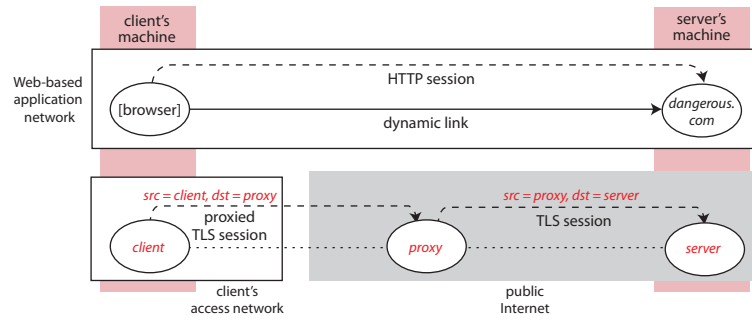 client's
machine
server's
machine
Web-based
application
network
HTTP session
[browser]
dangerous.
com
dynamic link
src = client, dst = proxy
src = proxy, dst = server
proxied
TLS session
TLS session
client
proxy
server
client's
access network
public
Internet